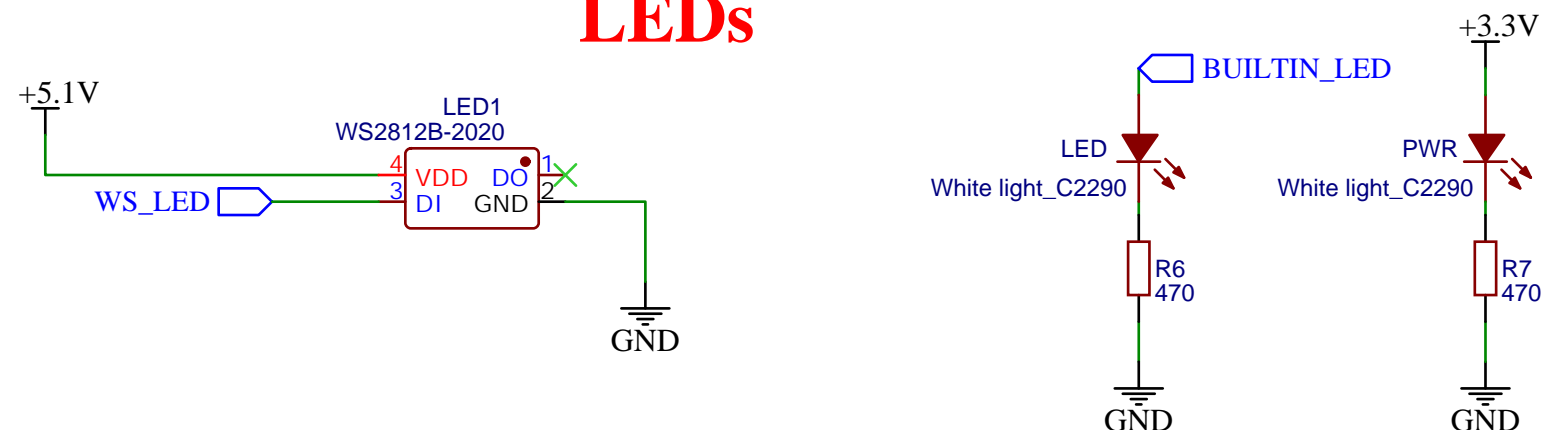 LEDs
+5.1V
LED1
WS2812B-2020
4
VDD
DO
1
WS_LED
3
DI
GND
2
GND
BUILTIN_LED
LED
White light_C2290
R6
470
GND
+3.3V
PWR
White light_C2290
R7
470
GND